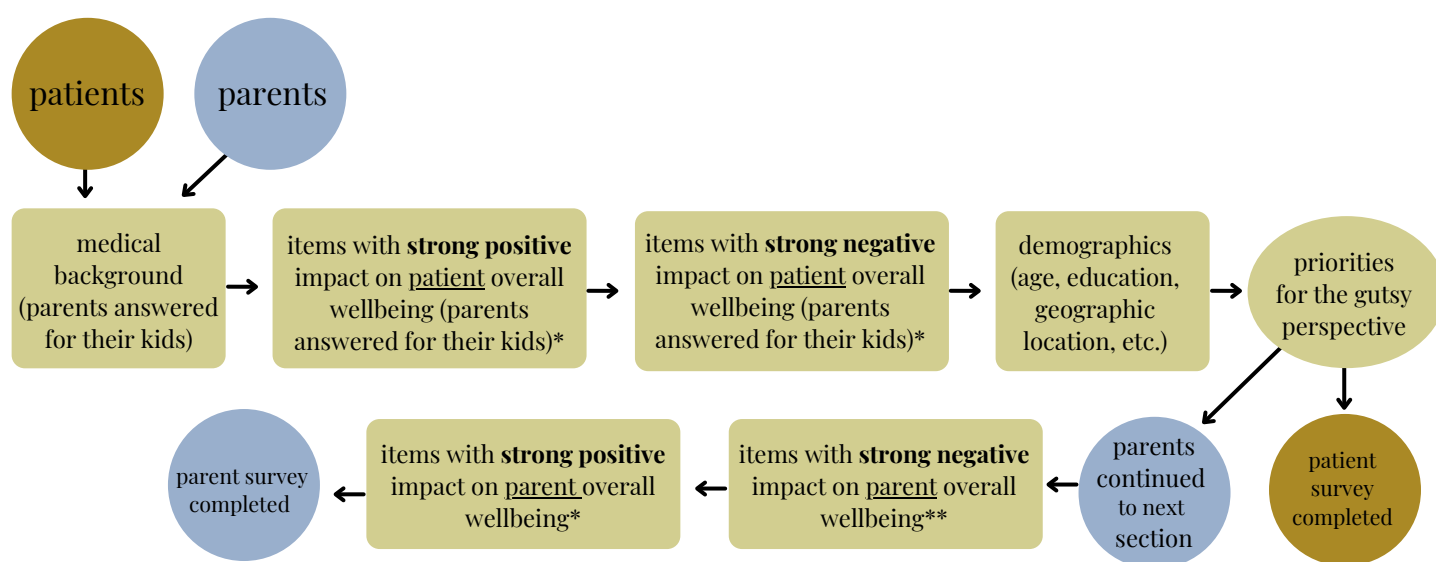 patients
parents
medical
background
(parents answered
for their kids)
items with strong positive
impact on patient overall
wellbeing (parents
answered for their kids)*
items with strong negative
impact on patient overall
wellbeing (parents
answered for their kids)*
demographics
(age, education,
geographic
location, etc.)
priorities
for the gutsy
perspective
patient
survey
completed
parents
continued
to next
section
items with strong negative
impact on parent overall
wellbeing**
items with strong positive
impact on parent overall
wellbeing*
parent survey
completed